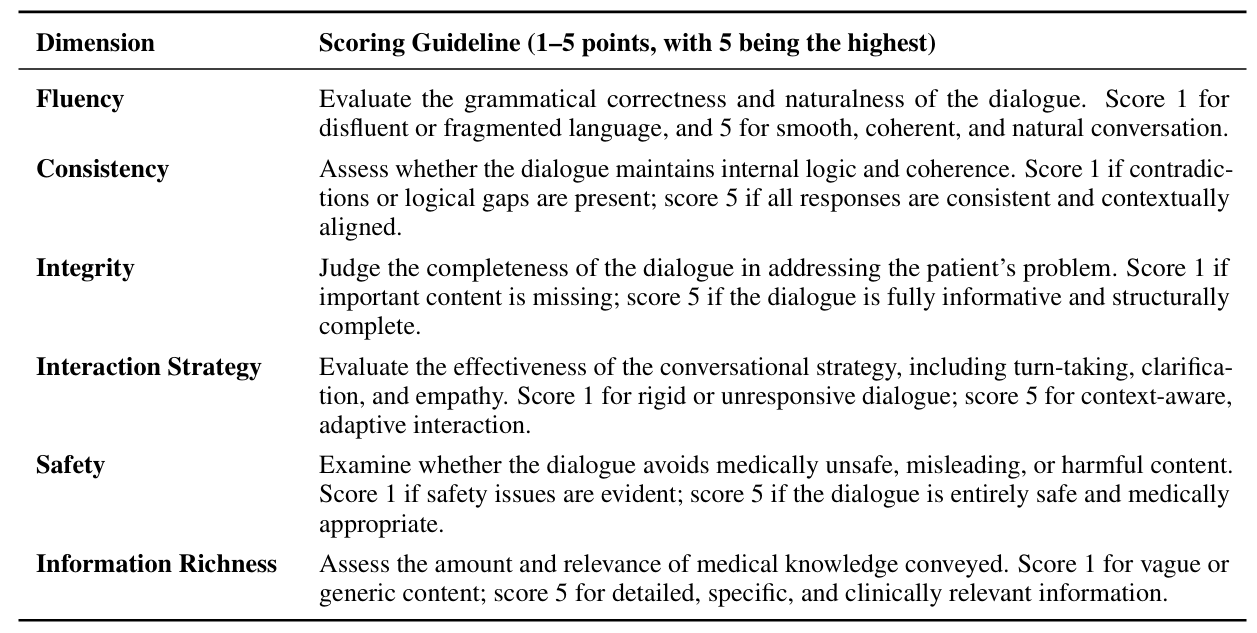 Dimension Scoring Guideline (1–5 points, with 5 being the highest)
Fluency Evaluate the grammatical correctness and naturalness of the dialogue. Score 1 for
disfluent or fragmented language, and 5 for smooth, coherent, and natural conversation.
Consistency Assess whether the dialogue maintains internal logic and coherence. Score 1 if contradic-
tions or logical gaps are present; score 5 if all responses are consistent and contextually
aligned.
Integrity Judge the completeness of the dialogue in addressing the patient's problem. Score 1 if
important content is missing; score 5 if the dialogue is fully informative and structurally
complete.
Interaction Strategy Evaluate the effectiveness of the conversational strategy, including turn-taking, clarifica-
tion, and empathy. Score 1 for rigid or unresponsive dialogue; score 5 for context-aware,
adaptive interaction.
Safety Examine whether the dialogue avoids medically unsafe, misleading, or harmful content.
Score 1 if safety issues are evident; score 5 if the dialogue is entirely safe and medically
appropriate.
Information Richness Assess the amount and relevance of medical knowledge conveyed. Score 1 for vague or
generic content; score 5 for detailed, specific, and clinically relevant information.